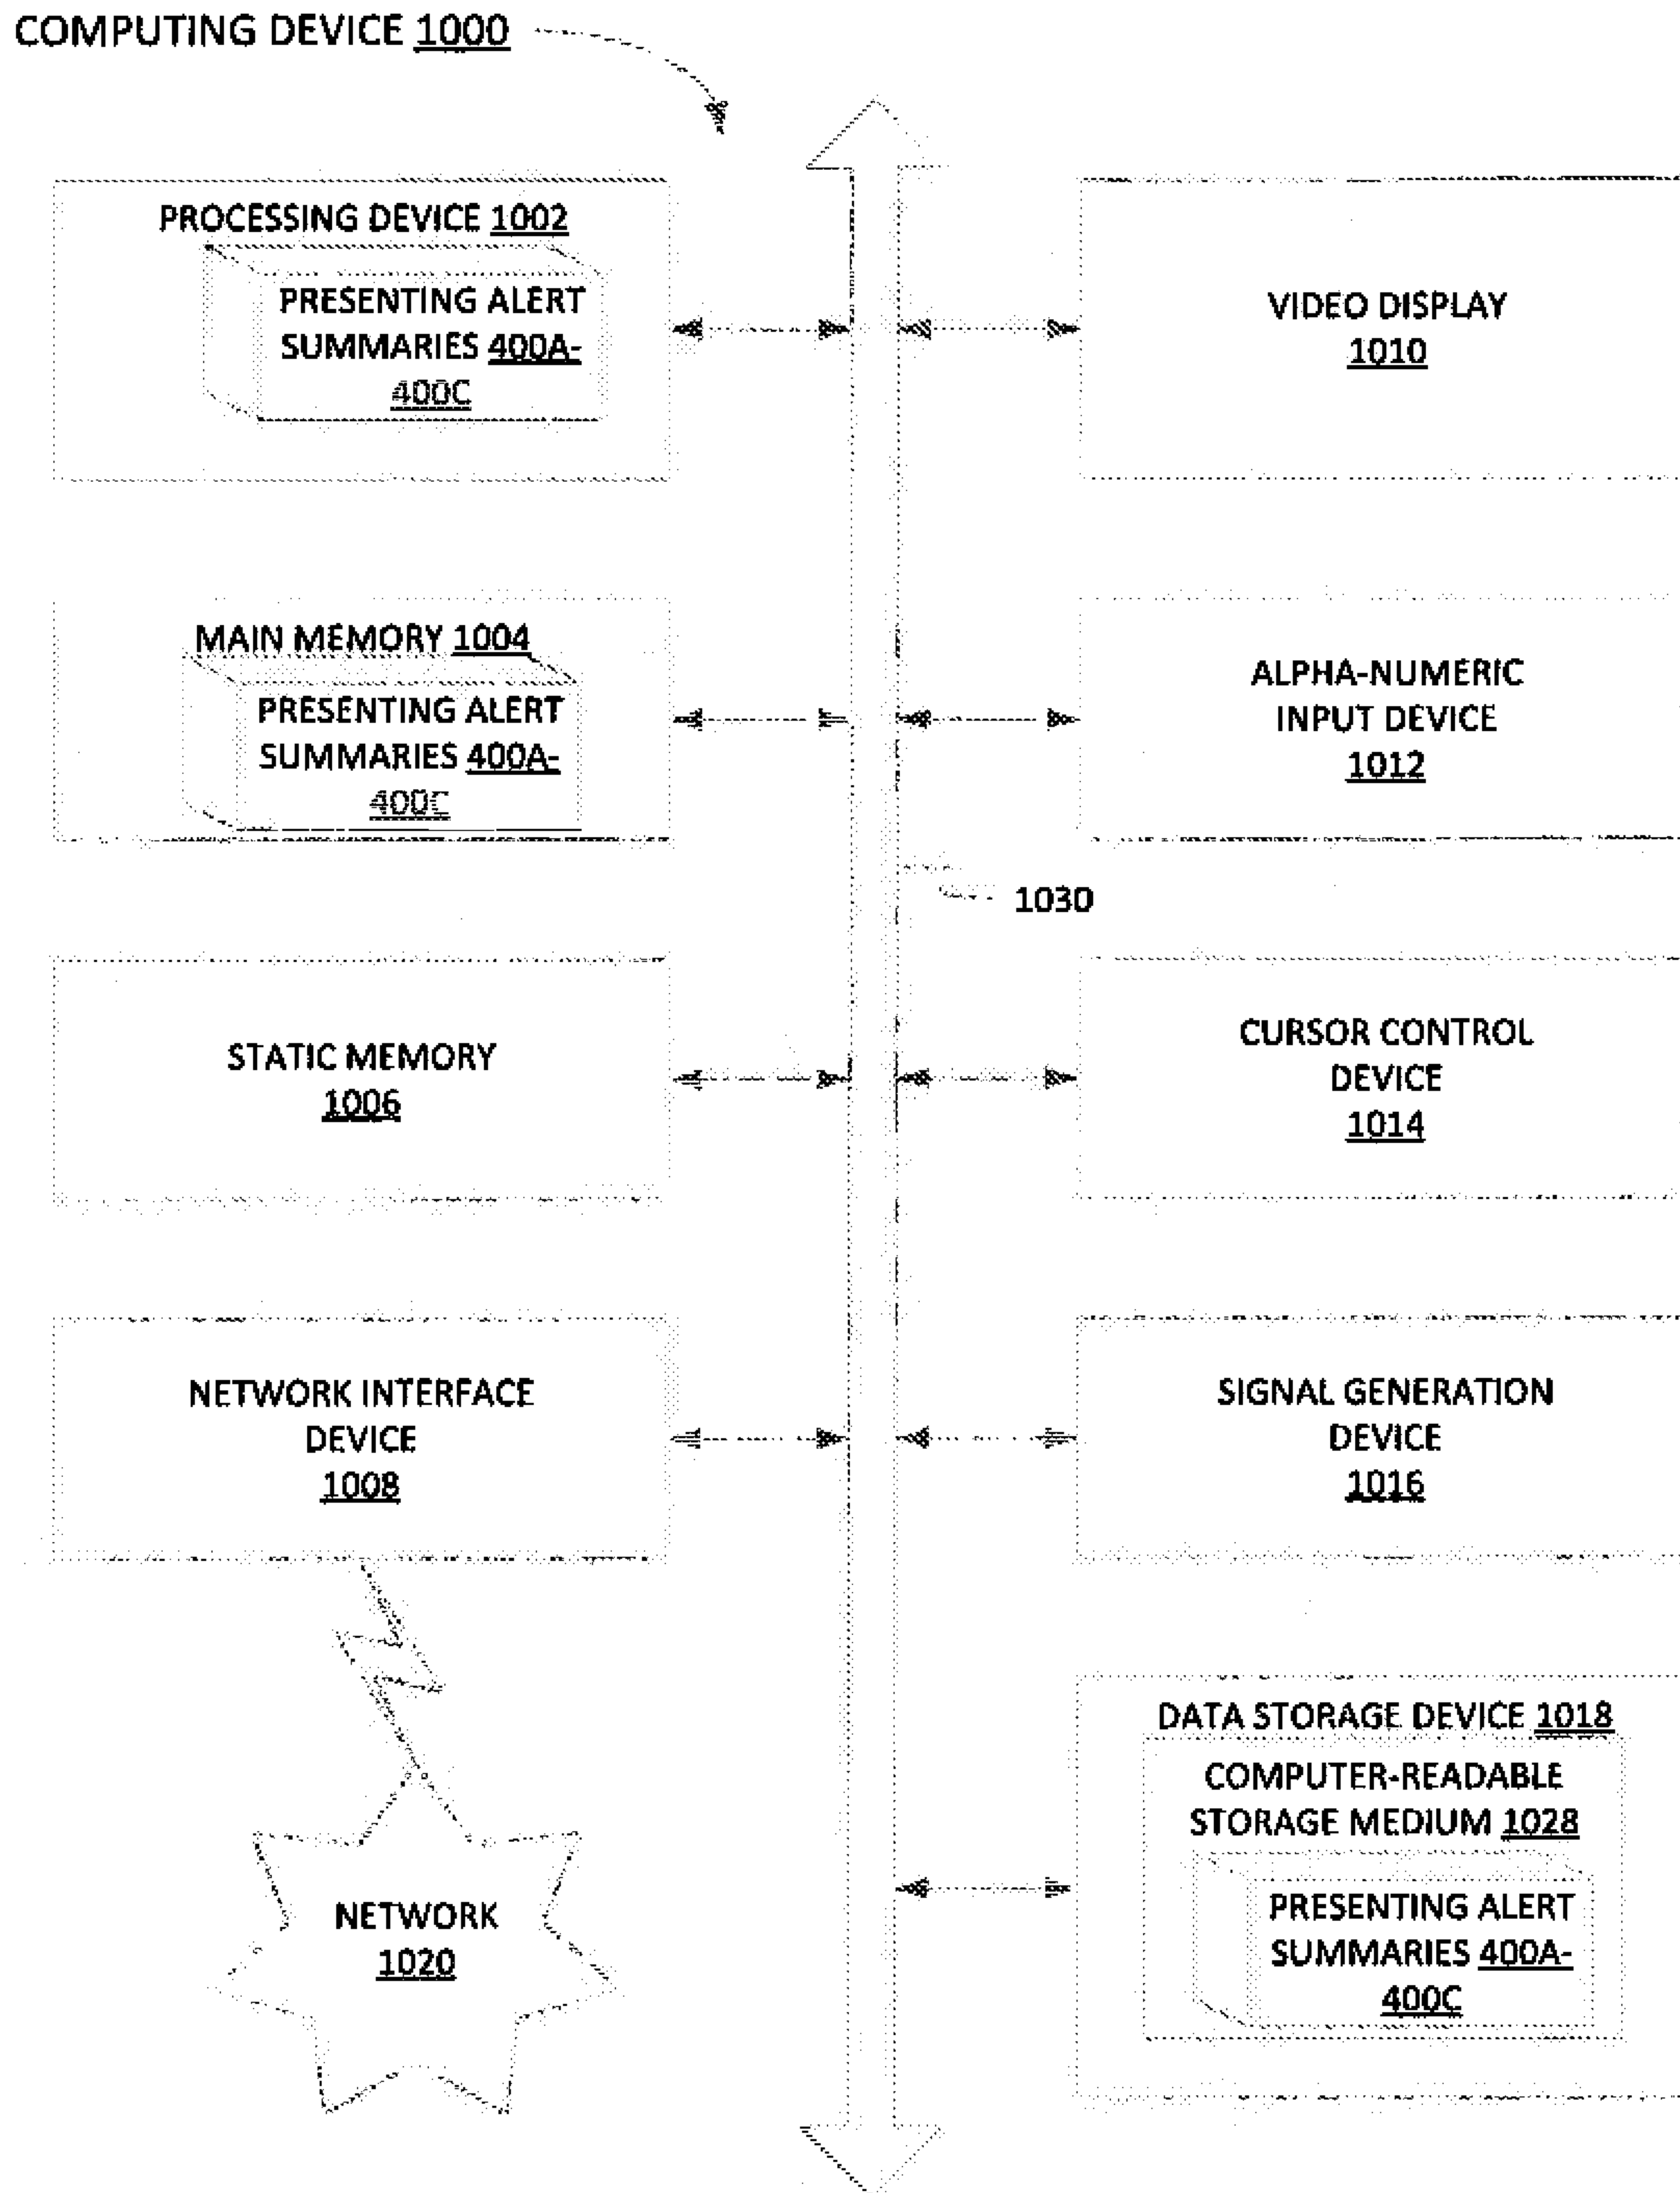 COMPUTING DEVICE 1000
PROCESSING DEVICE 1002
PRESENTING ALERT
SUMMARIES 400A-
400C
MAIN MEMORY 1004
PRESENTING ALERT
SUMMARIES 400A-
400C
STATIC MEMORY
1006
NETWORK INTERFACE
DEVICE
1008
NETWORK
1020
VIDEO DISPLAY
1010
ALPHA-NUMERIC
INPUT DEVICE
1012
1030
CURSOR CONTROL
DEVICE
1014
SIGNAL GENERATION
DEVICE
1016
DATA STORAGE DEVICE 1018
COMPUTER-READABLE
STORAGE MEDIUM 1028
PRESENTING ALERT
SUMMARIES 400A-
400C